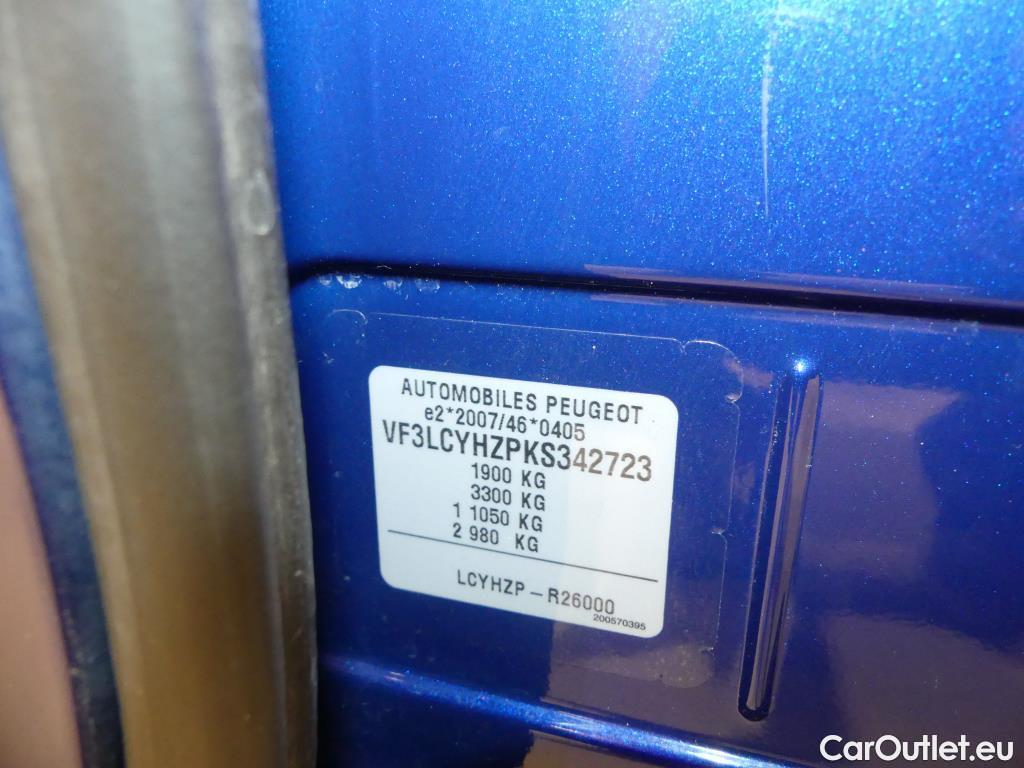 AUTOMOBILES PEUGEOT
e2*2007/46*0405
VF3LCYHZPKS342723
1900 KG
3300 KG
1 1050 KG
2 980 KG
LCYHZP - R26000
200570395
CarOutlet.eu